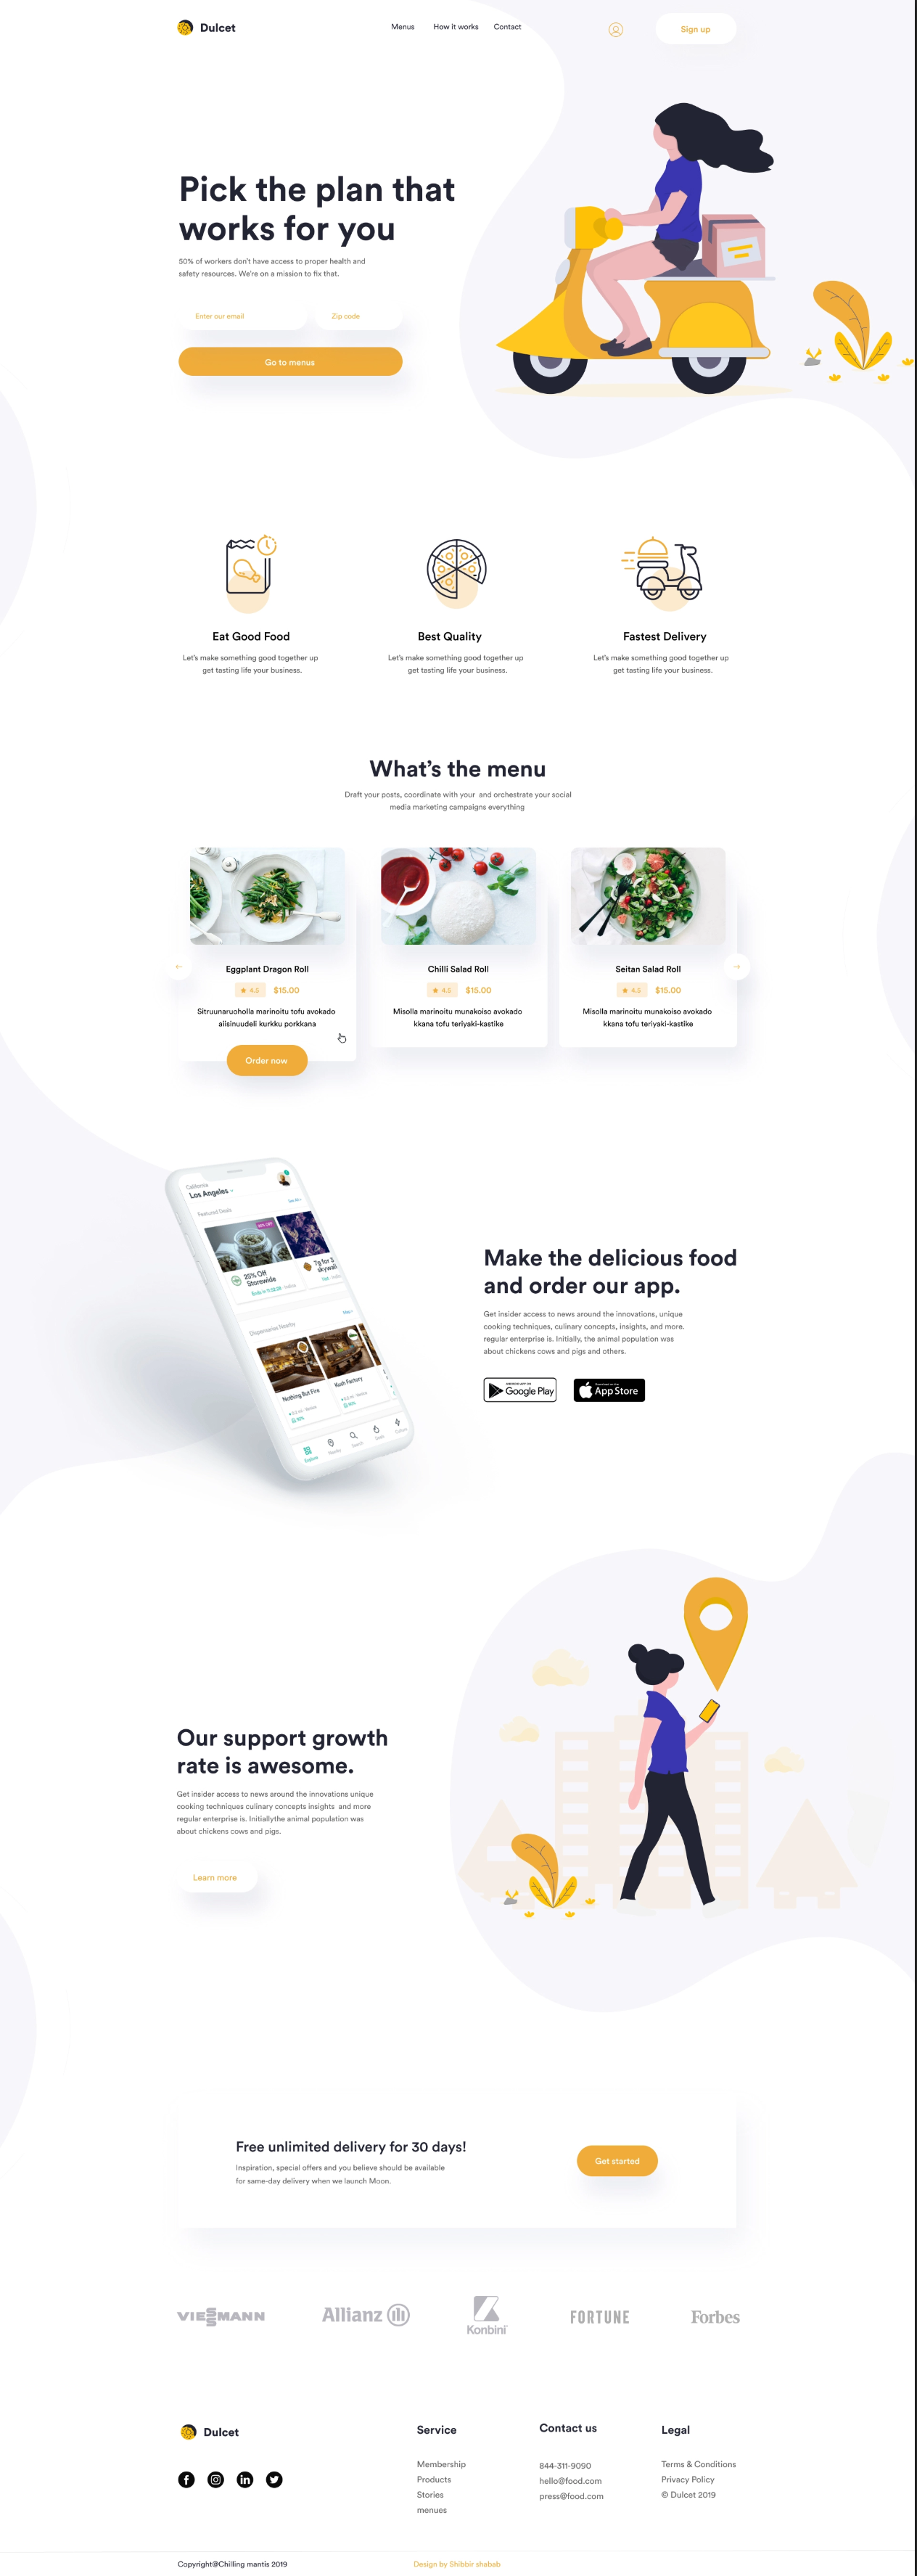 Dulcet
Menus
How it works
Contact
Sign up
Pick the plan that
works for you
50% of workers don't have access to proper health and
safety resources. We're on a mission to fix that.
Enter our email
Zip code
Go to menus
Eat Good Food
Let's make something good together up
get tasting life your business.
Best Quality
Let's make something good together up
get tasting life your business.
Fastest Delivery
Let's make something good together up
get tasting life your business.
What's the menu
Draft your posts, coordinate with your and orchestrate your social
media marketing campaigns everything
Eggplant Dragon Roll
★ 4.5 $15.00
Sitruunaruoholla marinoitu tofu avokado
aiisinuudeli kurkku porkkana
Order now
Chilli Salad Roll
★ 4.5 $15.00
Misolla marinoitu munakoiso avokado
kkana tofu teriyaki-kastike
Seitan Salad Roll
★ 4.5 $15.00
Misolla marinoitu munakoiso avokado
kkana tofu teriyaki-kastike
California
Los Angeles
Featured Deals
See All
25% Off
Storewide
7g for 3
skywal
Dispensaries Nearby
Nothing But Fire
Kush Factory
Explore
Nearby
Search
Deals
Make the delicious food
and order our app.
Get insider access to news around the innovations, unique
cooking techniques, culinary concepts, insights, and more.
regular enterprise is. Initially, the animal population was
about chickens cows and pigs and others.
Google Play
App Store
Our support growth
rate is awesome.
Get insider access to news around the innovations unique
cooking techniques culinary concepts insights and more
regular enterprise is. Initiallythe animal population was
about chickens cows and pigs.
Learn more
Free unlimited delivery for 30 days!
Inspiration, special offers and you believe should be available
for same-day delivery when we launch Moon.
Get started
VIESSMANN
Allianz
Konbini
FORTUNE
Forbes
Dulcet
Service
Membership
Products
Stories
menues
Contact us
844-311-9090
hello@food.com
press@food.com
Legal
Terms & Conditions
Privacy Policy
© Dulcet 2019
Copyright@Chilling mantis 2019
Design by Shibbir shabab